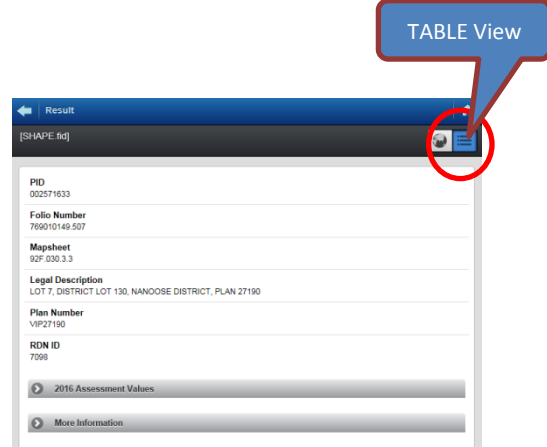 TABLE View
Result
[SHAPE.fid]
PID
002571633
Folio Number
769010149.507
Mapsheet
92F.030.3.3
Legal Description
LOT 7, DISTRICT LOT 130, NANOOSE DISTRICT, PLAN 27190
Plan Number
VIP27190
RDN ID
7098
2016 Assessment Values
More Information